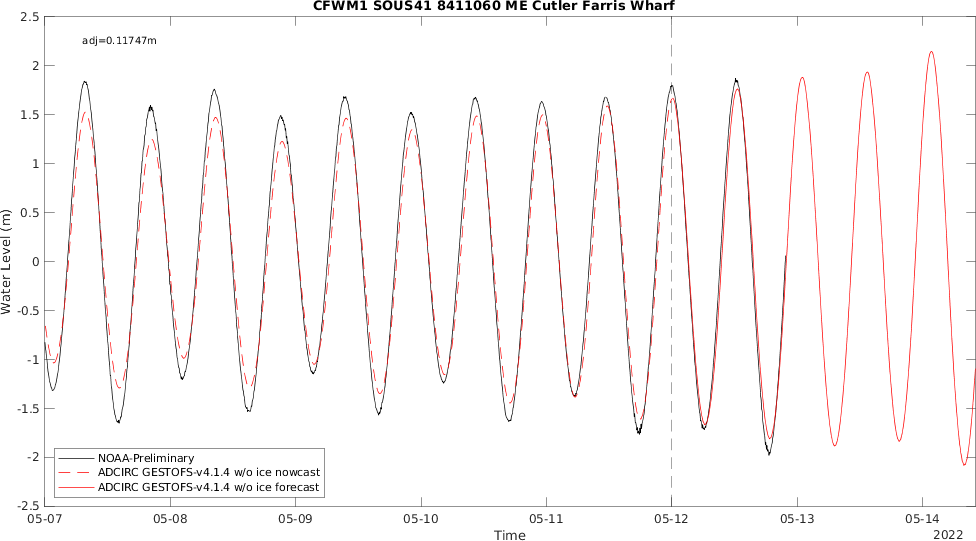 CFWM1 SOUS41 8411060 ME Cutler Farris Wharf
2.5
2
1.5
1
0.5
0
-0.5
-1
-1.5
-2
-2.5
Water Level (m)
adj=0.11747m
NOAA-Preliminary
ADCIRC GESTOFS-v4.1.4 w/o ice nowcast
ADCIRC GESTOFS-v4.1.4 w/o ice forecast
05-07 05-08 05-09 05-10 05-11 05-12 05-13 05-14
Time
2022